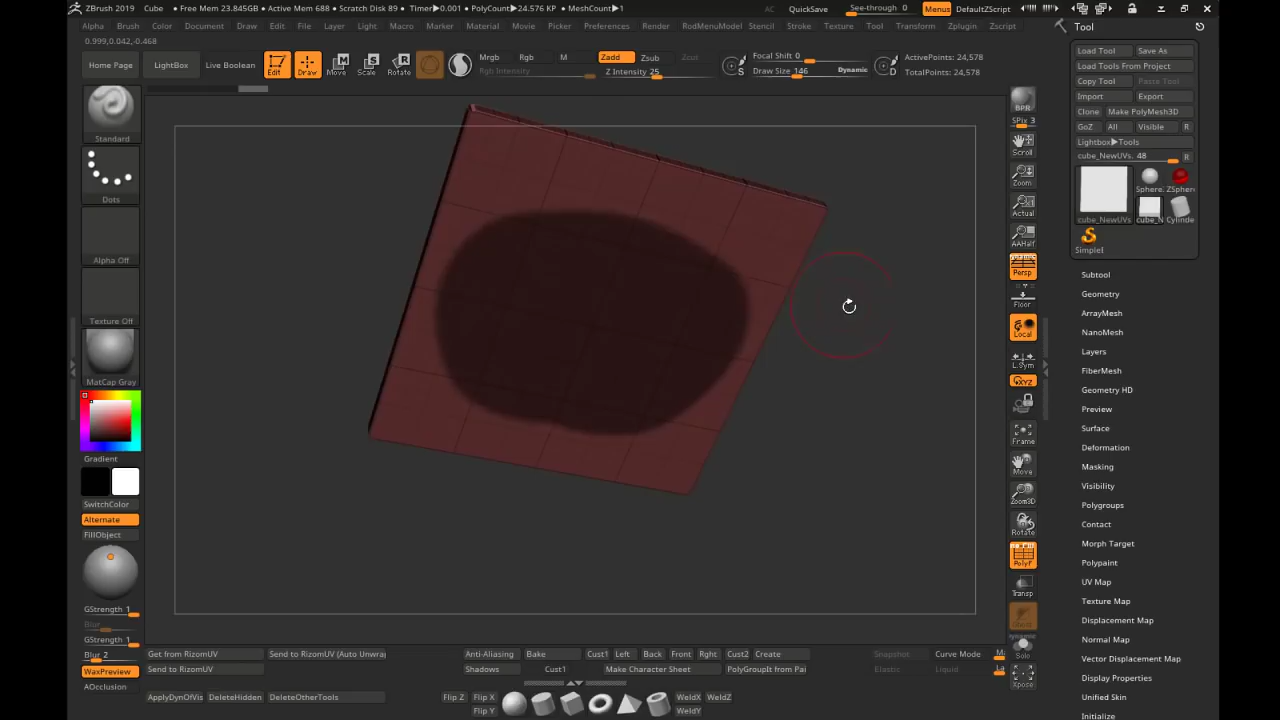 ZBrush 2019 Cube • Free Mem 23.845GB • Active Mem 688 • Scratch Disk 89 • Timer▶0.001 • PolyCount▶24.576 KP • MeshCount▶1
AC QuickSave See-through 0 Menus DefaultZScript
Alpha Brush Color Document Draw Edit File Layer Light Macro Marker Material Movie Picker Preferences Render RodMenuModel Stencil Stroke Texture Tool Transform Zplugin Zscript
0.999,0.042,-0.468
Home Page
LightBox
Live Boolean
Edit
Draw
Move
Scale
Rotate
Mrgb Rgb M
Rgb Intensity
Zadd Zsub Zcut
Z Intensity 25
S
Focal Shift 0
Draw Size 146 Dynamic
D
ActivePoints: 24,578
TotalPoints: 24,578
Standard
Dots
Alpha Off
Texture Off
MatCap Gray
Gradient
SwitchColor
Alternate
FillObject
GStrength 1
Blur
GStrength 1
Blur 2
WaxPreview
AOcclusion
BPR
SPix 3
Scroll
Zoom
Actual
AAHalf
Persp
Floor
Local
L.Sym
XYZ
Frame
Move
Zoom3D
Rotate
PolyF
Transp
Ghost
Solo
Xpose
Tool
Load Tool Save As
Load Tools From Project
Copy Tool Paste Tool
Import Export
Clone Make PolyMesh3D
GoZ All Visible R
Lightbox▶Tools
cube_NewUVs. 48 R
cube_NewUVs
Sphere
ZSpher
cube_N
Cylinde
Simplel
Subtool
Geometry
ArrayMesh
NanoMesh
Layers
FiberMesh
Geometry HD
Preview
Surface
Deformation
Masking
Visibility
Polygroups
Contact
Morph Target
Polypaint
UV Map
Texture Map
Displacement Map
Normal Map
Vector Displacement Map
Display Properties
Unified Skin
Initialize
Get from RizomUV Send to RizomUV (Auto Unwrap
Send to RizomUV
Anti-Aliasing Bake Cust1 Left Back Front Rght Cust2 Create
Shadows Cust1 Make Character Sheet PolyGroupIt from Pai
Snapshot Curve Mode
Elastic Liquid
ApplyDynOfVis DeleteHidden DeleteOtherTools
Flip Z Flip X
Flip Y
WeldX WeldZ
WeldY